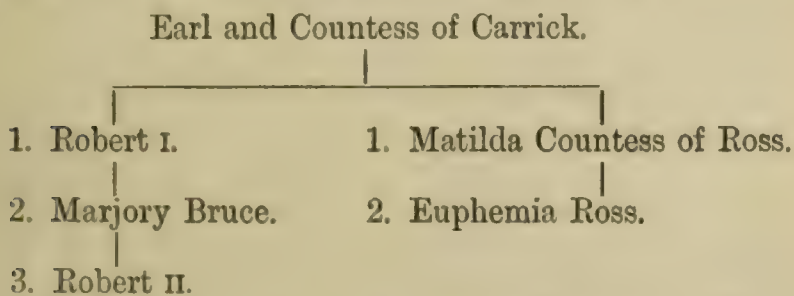 Earl and Countess of Carrick.
1. Robert I. 1. Matilda Countess of Ross.
2. Marjory Bruce. 2. Euphemia Ross.
3. Robert II.